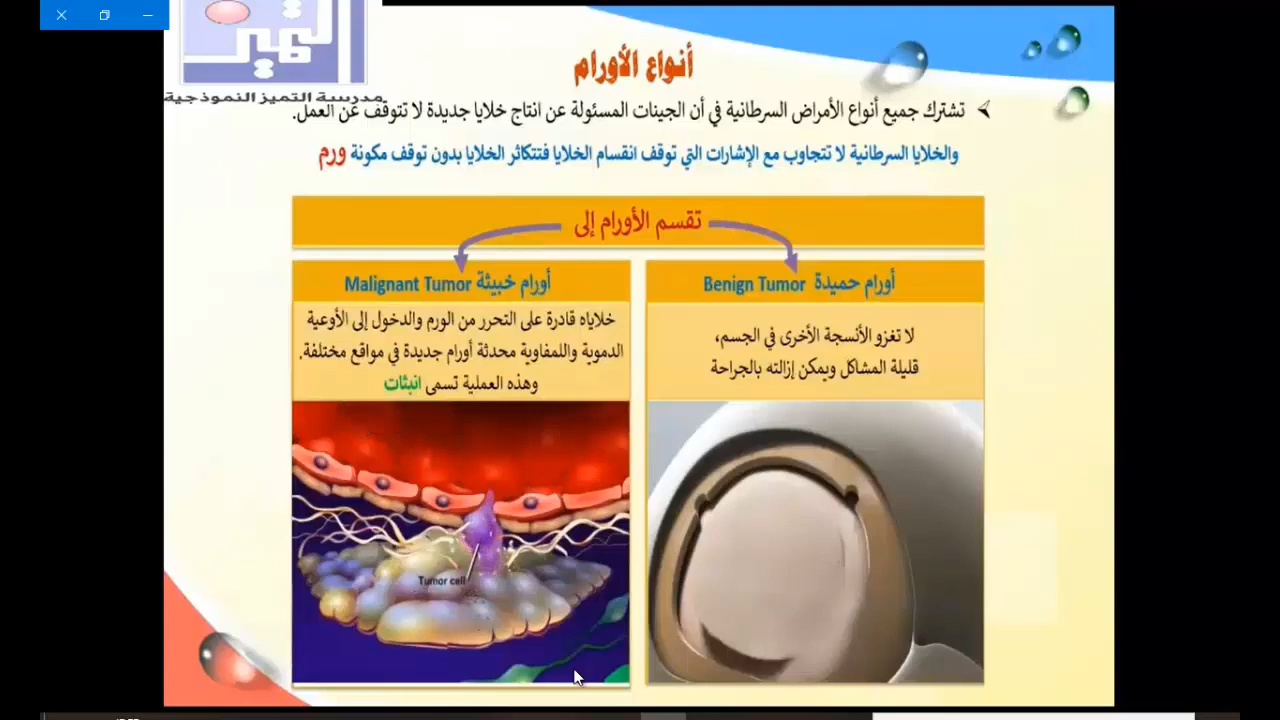 التميز
مدرسة التميز النموذجية
أنواع الأورام
تشترك جميع أنواع الأمراض السرطانية في أن الجينات المسئولة عن انتاج خلايا جديدة لا تتوقف عن العمل.
والخلايا السرطانية لا تتجاوب مع الإشارات التي توقف انقسام الخلايا فتتكاثر الخلايا بدون توقف مكونة ورم
تقسم الأورام إلى
أورام حميدة Benign Tumor
لا تغزو الأنسجة الأخرى في الجسم،
قليلة المشاكل ويمكن إزالته بالجراحة
أورام خبيثة Malignant Tumor
خلاياه قادرة على التحرر من الورم والدخول إلى الأوعية
الدموية واللمفاوية محدثة أورام جديدة في مواقع مختلفة.
وهذه العملية تسمى انبثات
Tumor cell